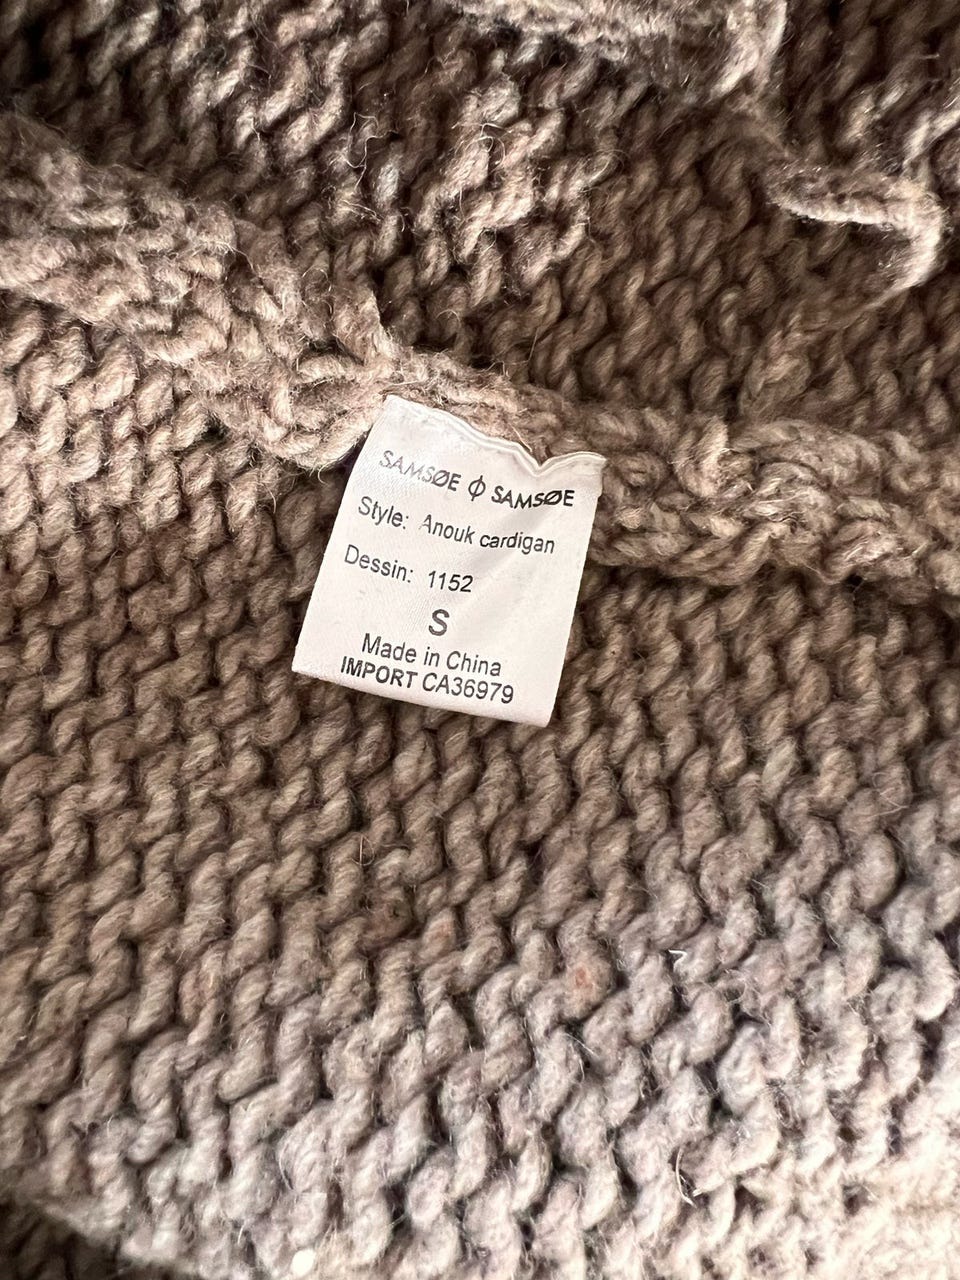 SAMSØE ϕ SAMSØE
Style: Anouk cardigan
Dessin: 1152
S
Made in China
IMPORT CA36979